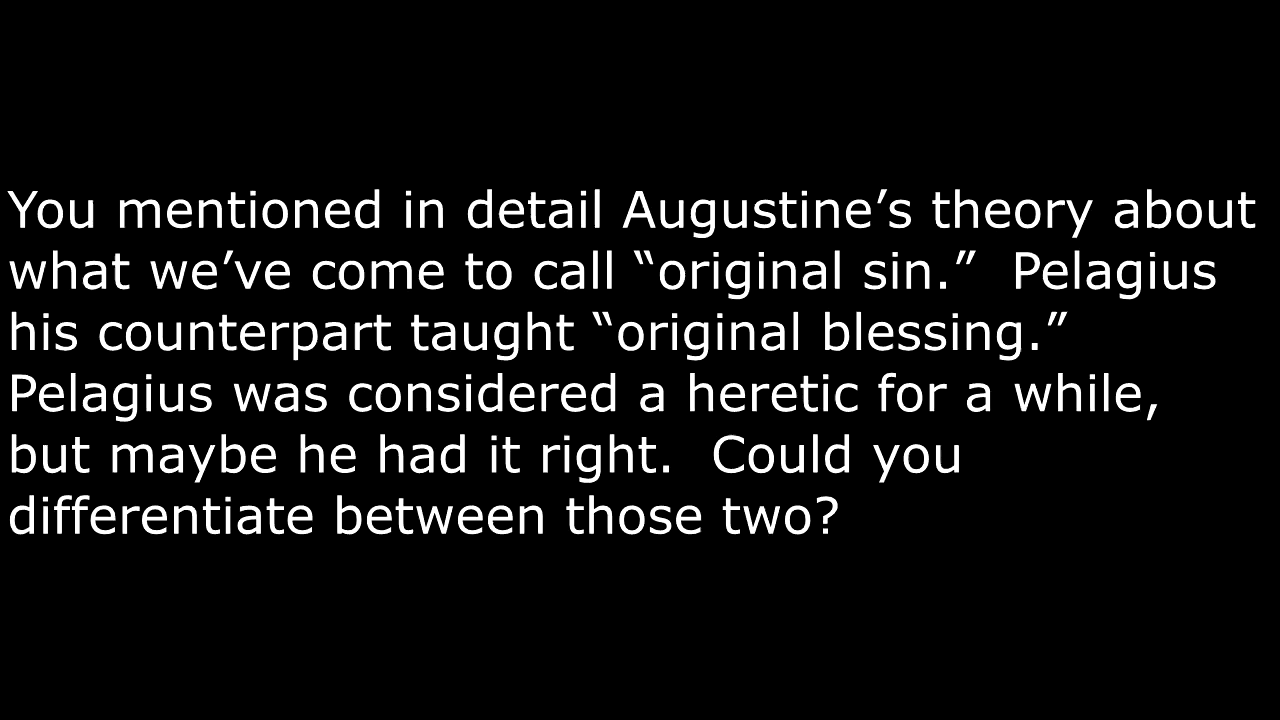 You mentioned in detail Augustine’s theory about
what we’ve come to call “original sin.”  Pelagius
his counterpart taught “original blessing.”
Pelagius was considered a heretic for a while,
but maybe he had it right.  Could you
differentiate between those two?